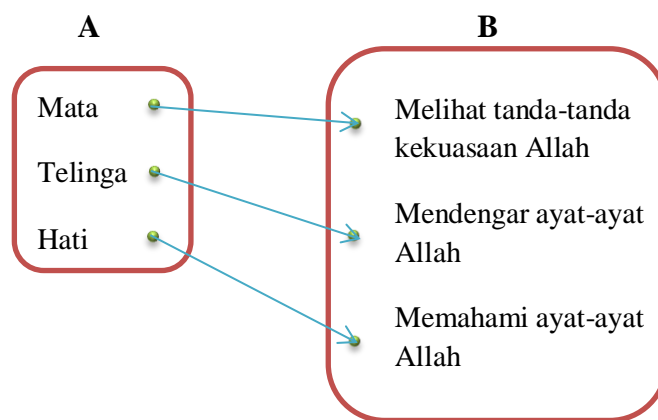 A
B
Mata
Telinga
Hati
Melihat tanda-tanda
kekuasaan Allah
Mendengar ayat-ayat
Allah
Memahami ayat-ayat
Allah